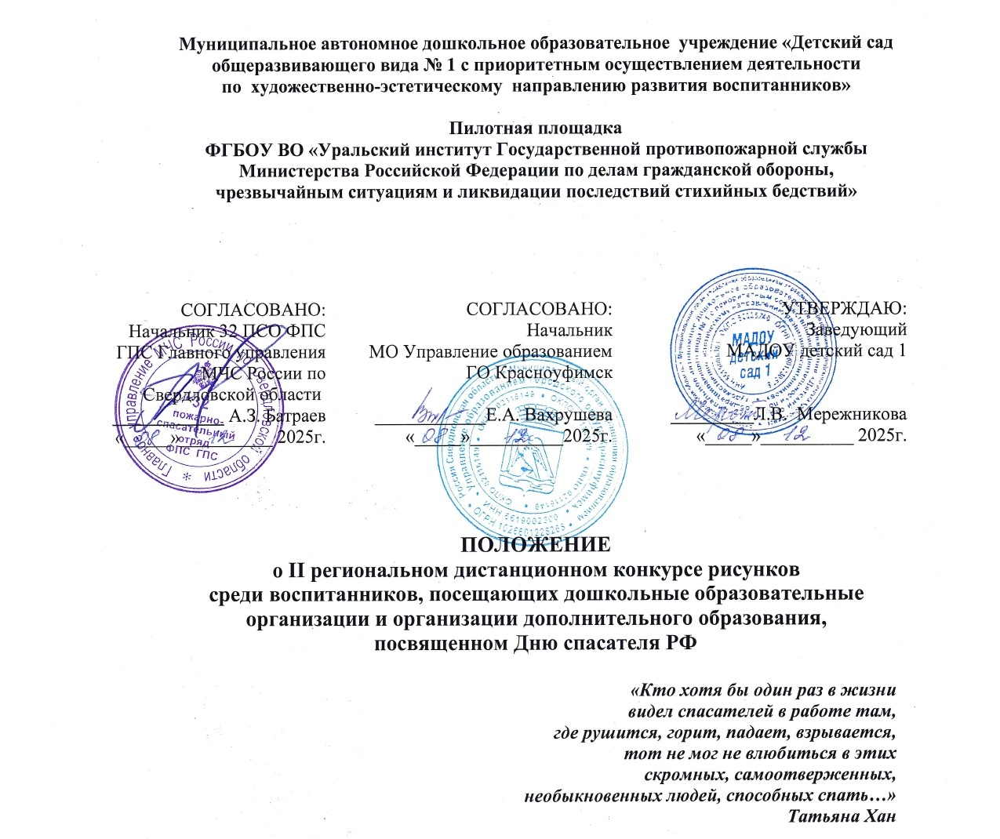 Муниципальное автономное дошкольное образовательное учреждение «Детский сад
общеразвивающего вида № 1 с приоритетным осуществлением деятельности
по художественно-эстетическому направлению развития воспитанников»
Пилотная площадка
ФГБОУ ВО «Уральский институт Государственной противопожарной службы
Министерства Российской Федерации по делам гражданской обороны,
чрезвычайным ситуациям и ликвидации последствий стихийных бедствий»
СОГЛАСОВАНО:
Начальник 32 ПСО ФПС
ГПС Главного управления
МЧС России по
Свердловской области
А.З. Батраев
«08» 12 2025г.
Главное управление МЧС России по Свердловской области
32
пожарно-
спасательный
отряд
ФПС ГПС
СОГЛАСОВАНО:
Начальник
МО Управление образованием
ГО Красноуфимск
Е.А. Вахрушева
«08» 12 2025г.
ИНН 6619002300
ОГРН 1026601228268
УТВЕРЖДАЮ:
Заведующий
МАДОУ детский сад 1
Л.В. Мережникова
«08» 12 2025г.
МАДОУ
детский
сад 1
ПОЛОЖЕНИЕ
о II региональном дистанционном конкурсе рисунков
среди воспитанников, посещающих дошкольные образовательные
организации и организации дополнительного образования,
посвященном Дню спасателя РФ
«Кто хотя бы один раз в жизни
видел спасателей в работе там,
где рушится, горит, падает, взрывается,
тот не мог не влюбиться в этих
скромных, самоотверженных,
необыкновенных людей, способных спать…»
Татьяна Хан